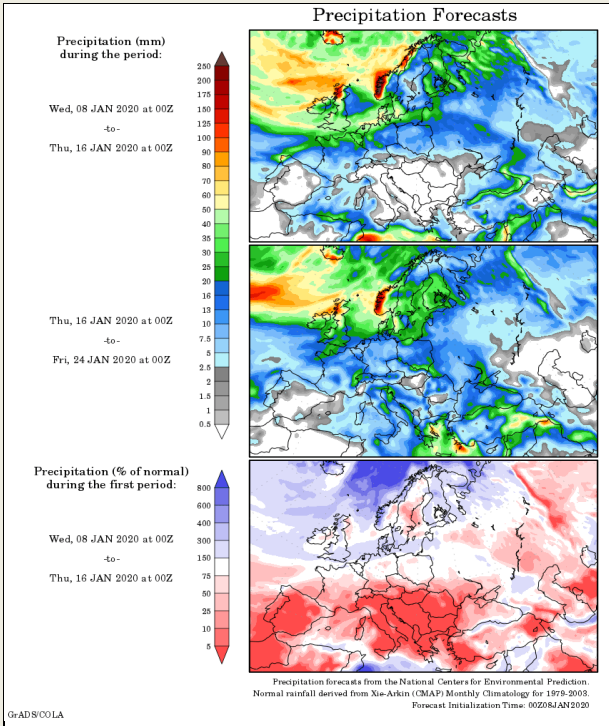 Precipitation Forecasts
Precipitation (mm)
during the period:
Wed, 08 JAN 2020 at 00Z
-to-
Thu, 16 JAN 2020 at 00Z
250
200
175
150
125
100
90
80
70
60
50
40
35
30
25
20
16
13
10
7.5
5
2.5
2
1.5
1
0.5
Thu, 16 JAN 2020 at 00Z
-to-
Fri, 24 JAN 2020 at 00Z
Precipitation (% of normal)
during the first period:
Wed, 08 JAN 2020 at 00Z
-to-
Thu, 16 JAN 2020 at 00Z
800
600
400
300
150
75
50
25
10
5
Precipitation forecasts from the National Centers for Environmental Prediction.
Normal rainfall derived from Xie-Arkin (CMAP) Monthly Climatology for 1979-2003.
Forecast Initialization Time: 00Z08JAN2020
GrADS/COLA